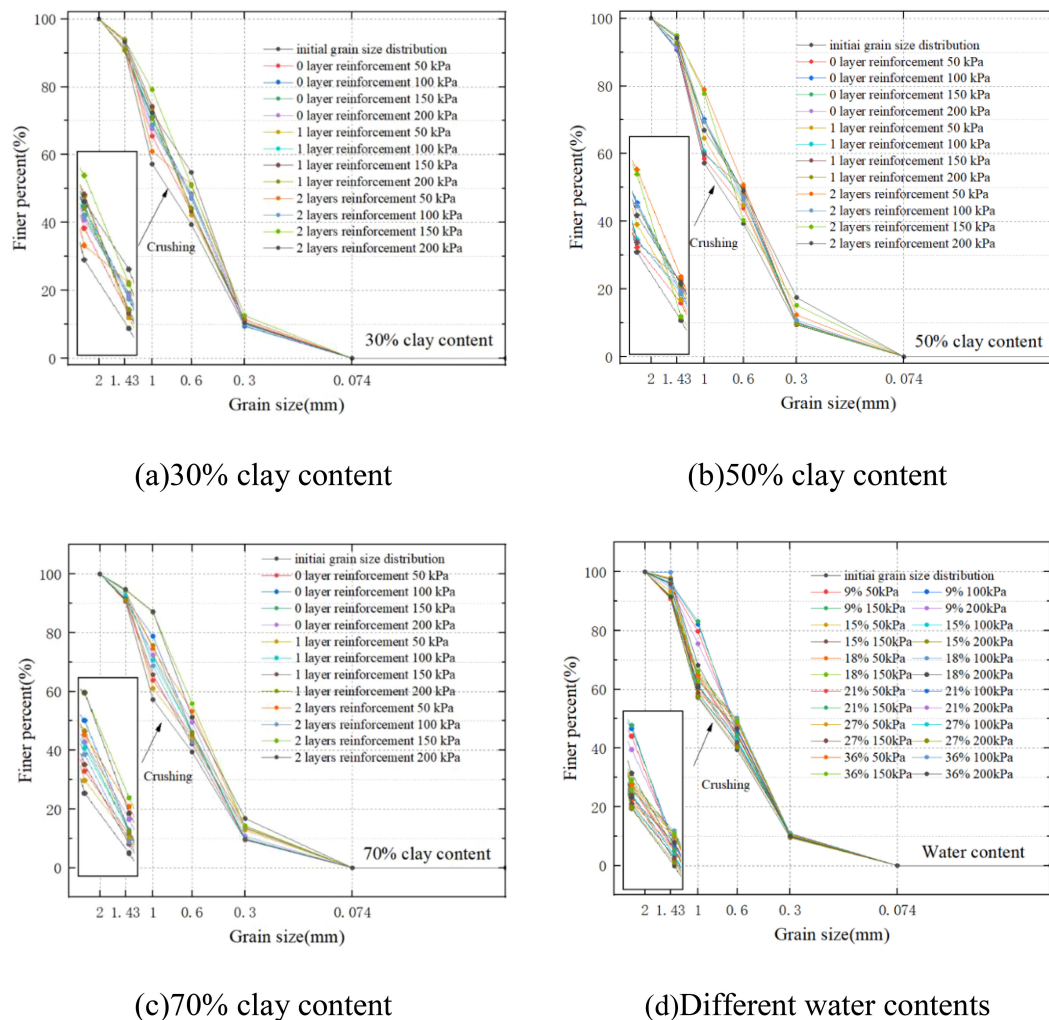 100
80
60
40
20
0
Finer percent(%)
initial grain size distribution
0 layer reinforcement 50 kPa
0 layer reinforcement 100 kPa
0 layer reinforcement 150 kPa
0 layer reinforcement 200 kPa
1 layer reinforcement 50 kPa
1 layer reinforcement 100 kPa
1 layer reinforcement 150 kPa
1 layer reinforcement 200 kPa
2 layers reinforcement 50 kPa
2 layers reinforcement 100 kPa
2 layers reinforcement 150 kPa
2 layers reinforcement 200 kPa
Crushing
30% clay content
2 1.43 1 0.6 0.3 0.074
Grain size(mm)
(a)30% clay content
100
80
60
40
20
0
Finer percent(%)
initiai grain size distribution
0 layer reinforcement 50 kPa
0 layer reinforcement 100 kPa
0 layer reinforcement 150 kPa
0 layer reinforcement 200 kPa
1 layer reinforcement 50 kPa
1 layer reinforcement 100 kPa
1 layer reinforcement 150 kPa
1 layer reinforcement 200 kPa
2 layers reinforcement 50 kPa
2 layers reinforcement 100 kPa
2 layers reinforcement 150 kPa
2 layers reinforcement 200 kPa
Crushing
50% clay content
2 1.43 1 0.6 0.3 0.074
Grain size(mm)
(b)50% clay content
100
80
60
40
20
0
Finer percent(%)
initiai grain size distribution
0 layer reinforcement 50 kPa
0 layer reinforcement 100 kPa
0 layer reinforcement 150 kPa
0 layer reinforcement 200 kPa
1 layer reinforcement 50 kPa
1 layer reinforcement 100 kPa
1 layer reinforcement 150 kPa
1 layer reinforcement 200 kPa
2 layers reinforcement 50 kPa
2 layers reinforcement 100 kPa
2 layers reinforcement 150 kPa
2 layers reinforcement 200 kPa
Crushing
70% clay content
2 1.43 1 0.6 0.3 0.074
Grain size(mm)
(c)70% clay content
100
80
60
40
20
0
Finer percent(%)
initiai grain size distribution
9% 50kPa 9% 100kPa
9% 150kPa 9% 200kPa
15% 50kPa 15% 100kPa
15% 150kPa 15% 200kPa
18% 50kPa 18% 100kPa
18% 150kPa 18% 200kPa
21% 50kPa 21% 100kPa
21% 150kPa 21% 200kPa
27% 50kPa 27% 100kPa
27% 150kPa 27% 200kPa
36% 50kPa 36% 100kPa
36% 150kPa 36% 200kPa
Crushing
Water content
2 1.43 1 0.6 0.3 0.074
Grain size(mm)
(d)Different water contents